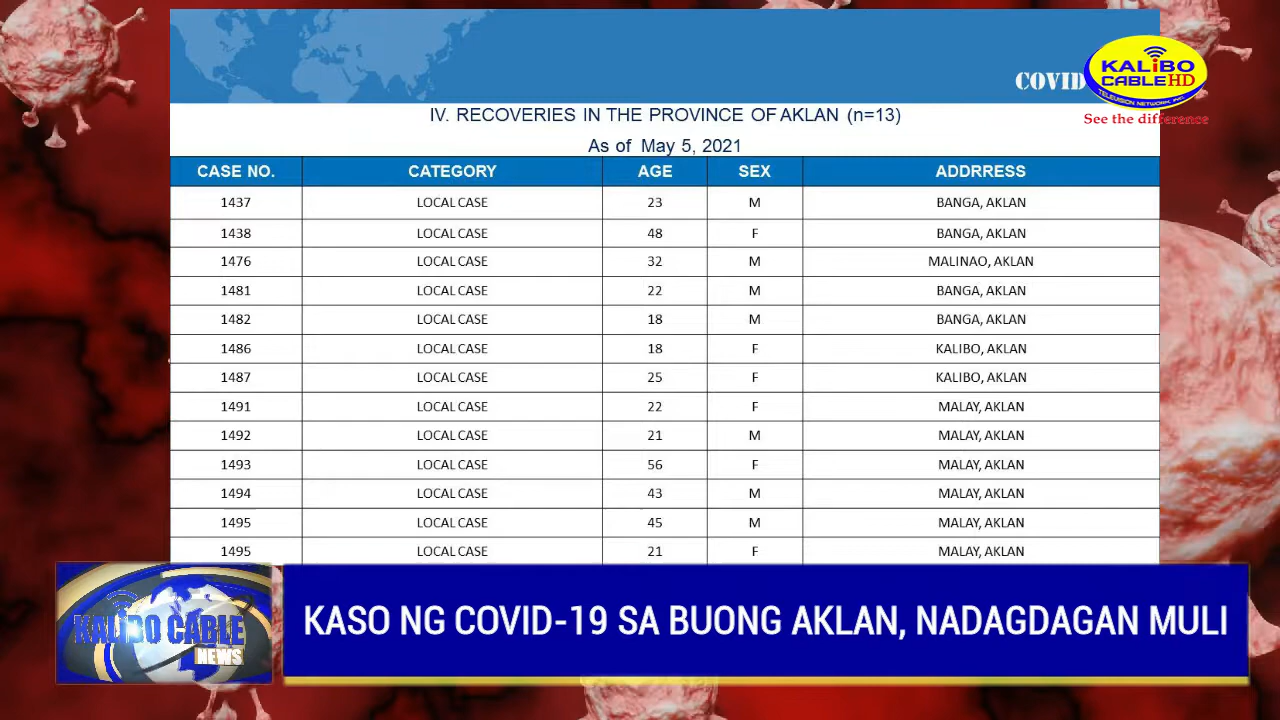 COVID
KALiBO
CABLEHD
TELEVISION NETWORK, INC.
See the difference
IV. RECOVERIES IN THE PROVINCE OF AKLAN (n=13)
As of May 5, 2021
CASE NO. CATEGORY AGE SEX ADDRRESS
1437 LOCAL CASE 23 M BANGA, AKLAN
1438 LOCAL CASE 48 F BANGA, AKLAN
1476 LOCAL CASE 32 M MALINAO, AKLAN
1481 LOCAL CASE 22 M BANGA, AKLAN
1482 LOCAL CASE 18 M BANGA, AKLAN
1486 LOCAL CASE 18 F KALIBO, AKLAN
1487 LOCAL CASE 25 F KALIBO, AKLAN
1491 LOCAL CASE 22 F MALAY, AKLAN
1492 LOCAL CASE 21 M MALAY, AKLAN
1493 LOCAL CASE 56 F MALAY, AKLAN
1494 LOCAL CASE 43 M MALAY, AKLAN
1495 LOCAL CASE 45 M MALAY, AKLAN
1495 LOCAL CASE 21 F MALAY, AKLAN
KALIBO CABLE
NEWS
KASO NG COVID-19 SA BUONG AKLAN, NADAGDAGAN MULI